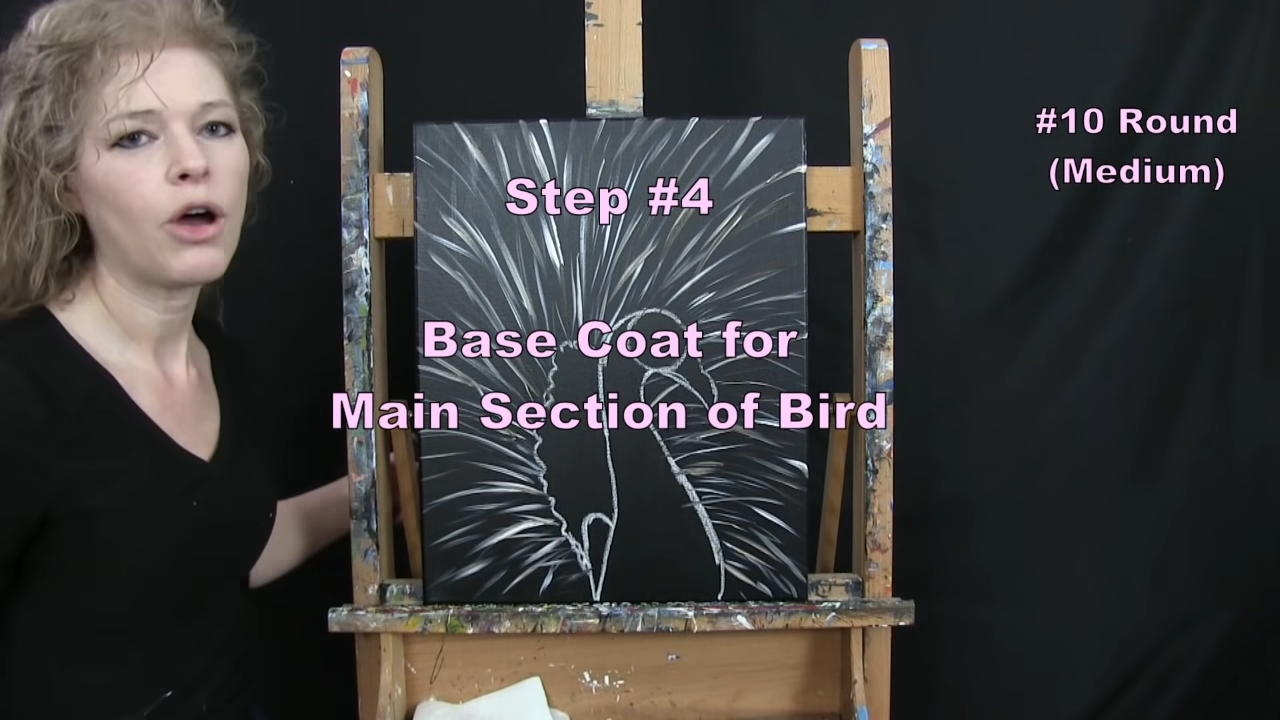 #10 Round
(Medium)
Step #4
Base Coat for
Main Section of Bird